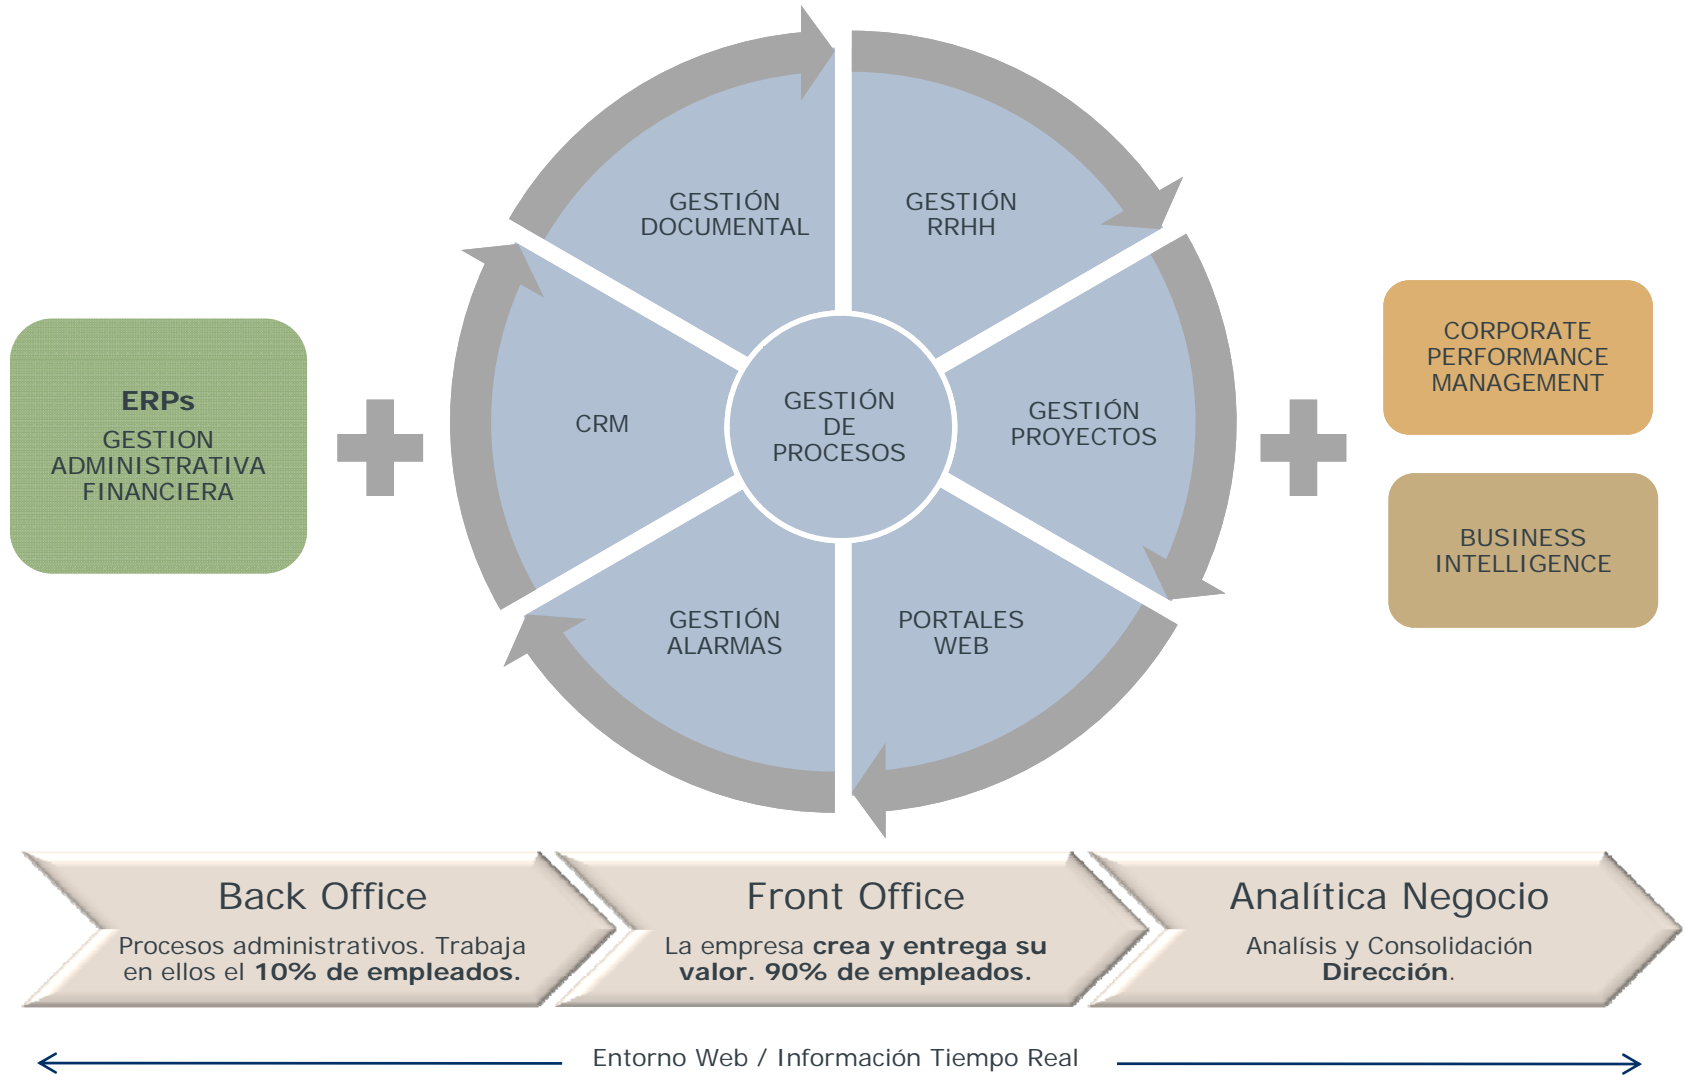 GESTIÓN
DOCUMENTAL
GESTIÓN
RRHH
CRM
GESTIÓN
DE
PROCESOS
GESTIÓN
PROYECTOS
GESTIÓN
ALARMAS
PORTALES
WEB
ERPs
GESTION
ADMINISTRATIVA
FINANCIERA
CORPORATE
PERFORMANCE
MANAGEMENT
BUSINESS
INTELLIGENCE
Back Office
Procesos administrativos. Trabaja
en ellos el 10% de empleados.
Front Office
La empresa crea y entrega su
valor. 90% de empleados.
Analítica Negocio
Analísis y Consolidación
Dirección.
Entorno Web / Información Tiempo Real